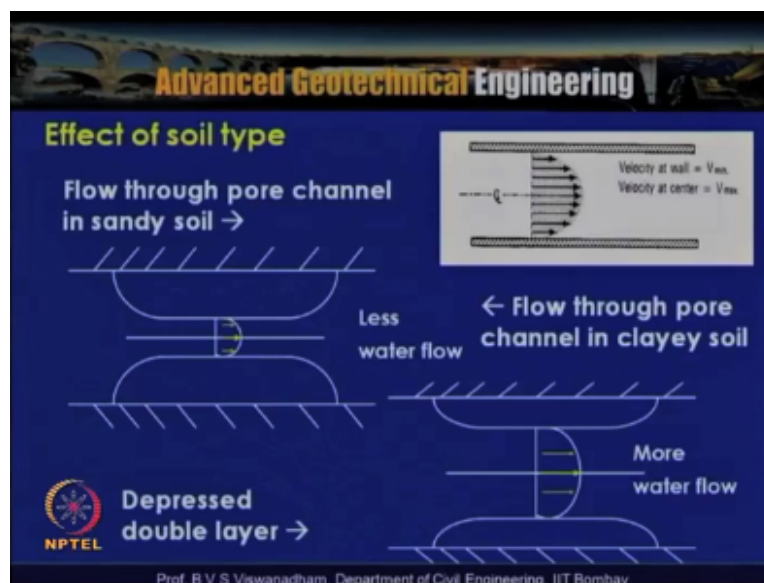 Advanced Geotechnical Engineering
Effect of soil type
Flow through pore channel
in sandy soil →
Velocity at wall = Vmin.
Velocity at center = Vmax.
℄
Less
water flow
← Flow through pore
channel in clayey soil
More
water flow
Depressed
double layer →
NPTEL
Prof. B V S Viswanadham, Department of Civil Engineering, IIT Bombay